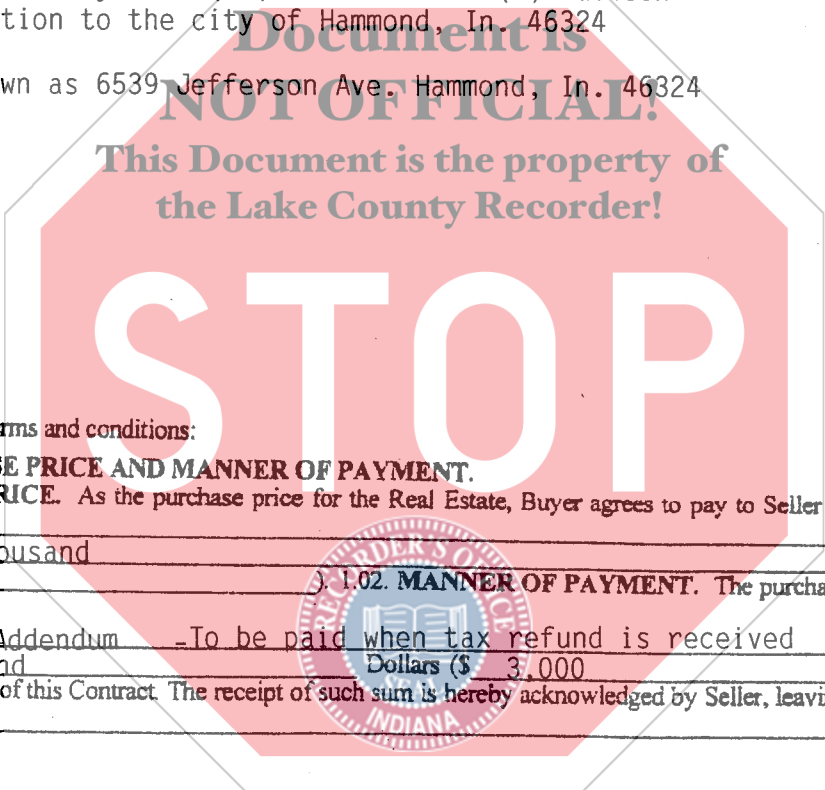 tion to the city of Hammond, In. 46324
Document is
wn as 6539 Jefferson Ave. Hammond, In. 46324
NOT OFFICIAL!
This Document is the property of
the Lake County Recorder!
STOP
rms and conditions:
E PRICE AND MANNER OF PAYMENT.
RICE. As the purchase price for the Real Estate, Buyer agrees to pay to Seller
ousand
). 1.02. MANNER OF PAYMENT. The purcha
Addendum -To be paid when tax refund is received
nd Dollars ($ 3,000
of this Contract. The receipt of such sum is hereby acknowledged by Seller, leavi
RECORDER'S OFFICE
SEAL
INDIANA